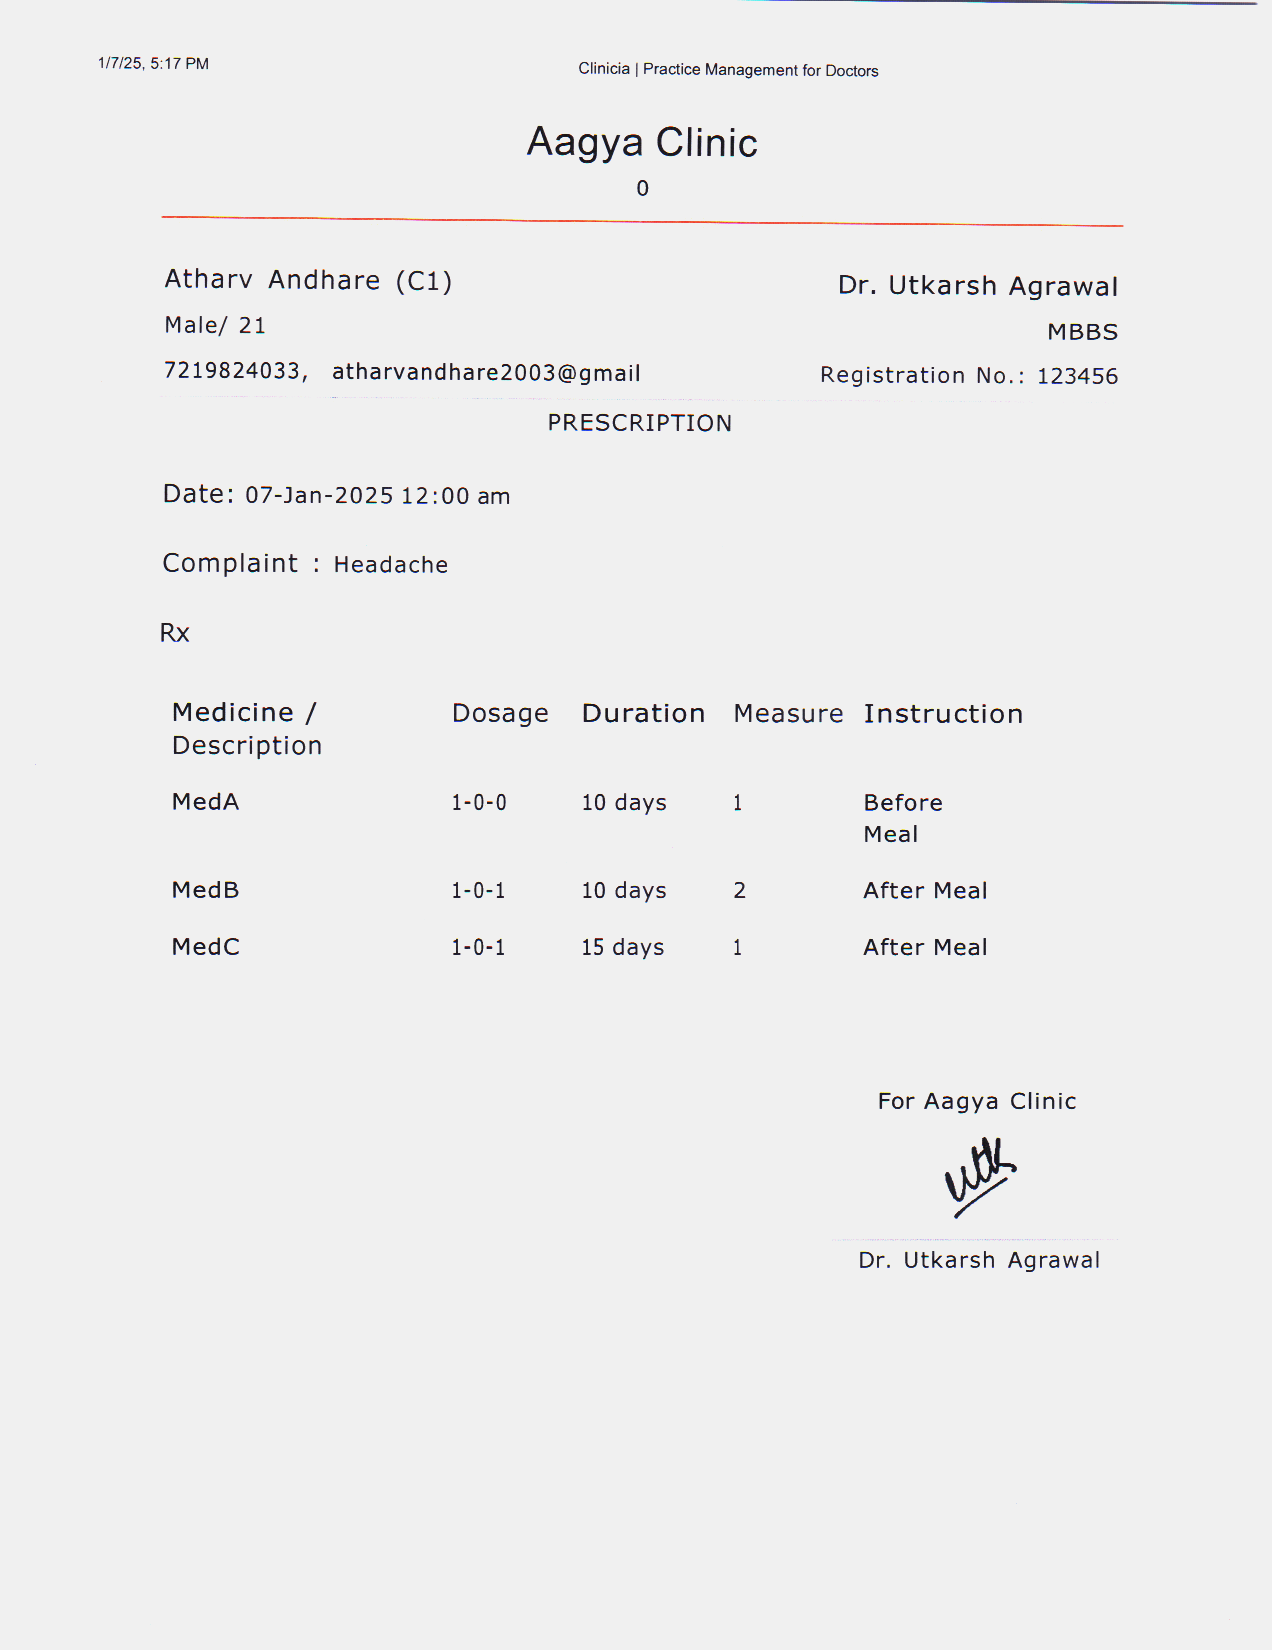 1/7/25, 5:17 PM
Clinicia | Practice Management for Doctors
Aagya Clinic
0
Atharv Andhare (C1)
Dr. Utkarsh Agrawal
Male/ 21
MBBS
7219824033, atharvandhare2003@gmail
Registration No.: 123456
PRESCRIPTION
Date: 07-Jan-2025 12:00 am
Complaint : Headache
Rx
Medicine / Description Dosage Duration Measure Instruction
MedA 1-0-0 10 days 1 Before Meal
MedB 1-0-1 10 days 2 After Meal
MedC 1-0-1 15 days 1 After Meal
For Aagya Clinic
Utk
Dr. Utkarsh Agrawal